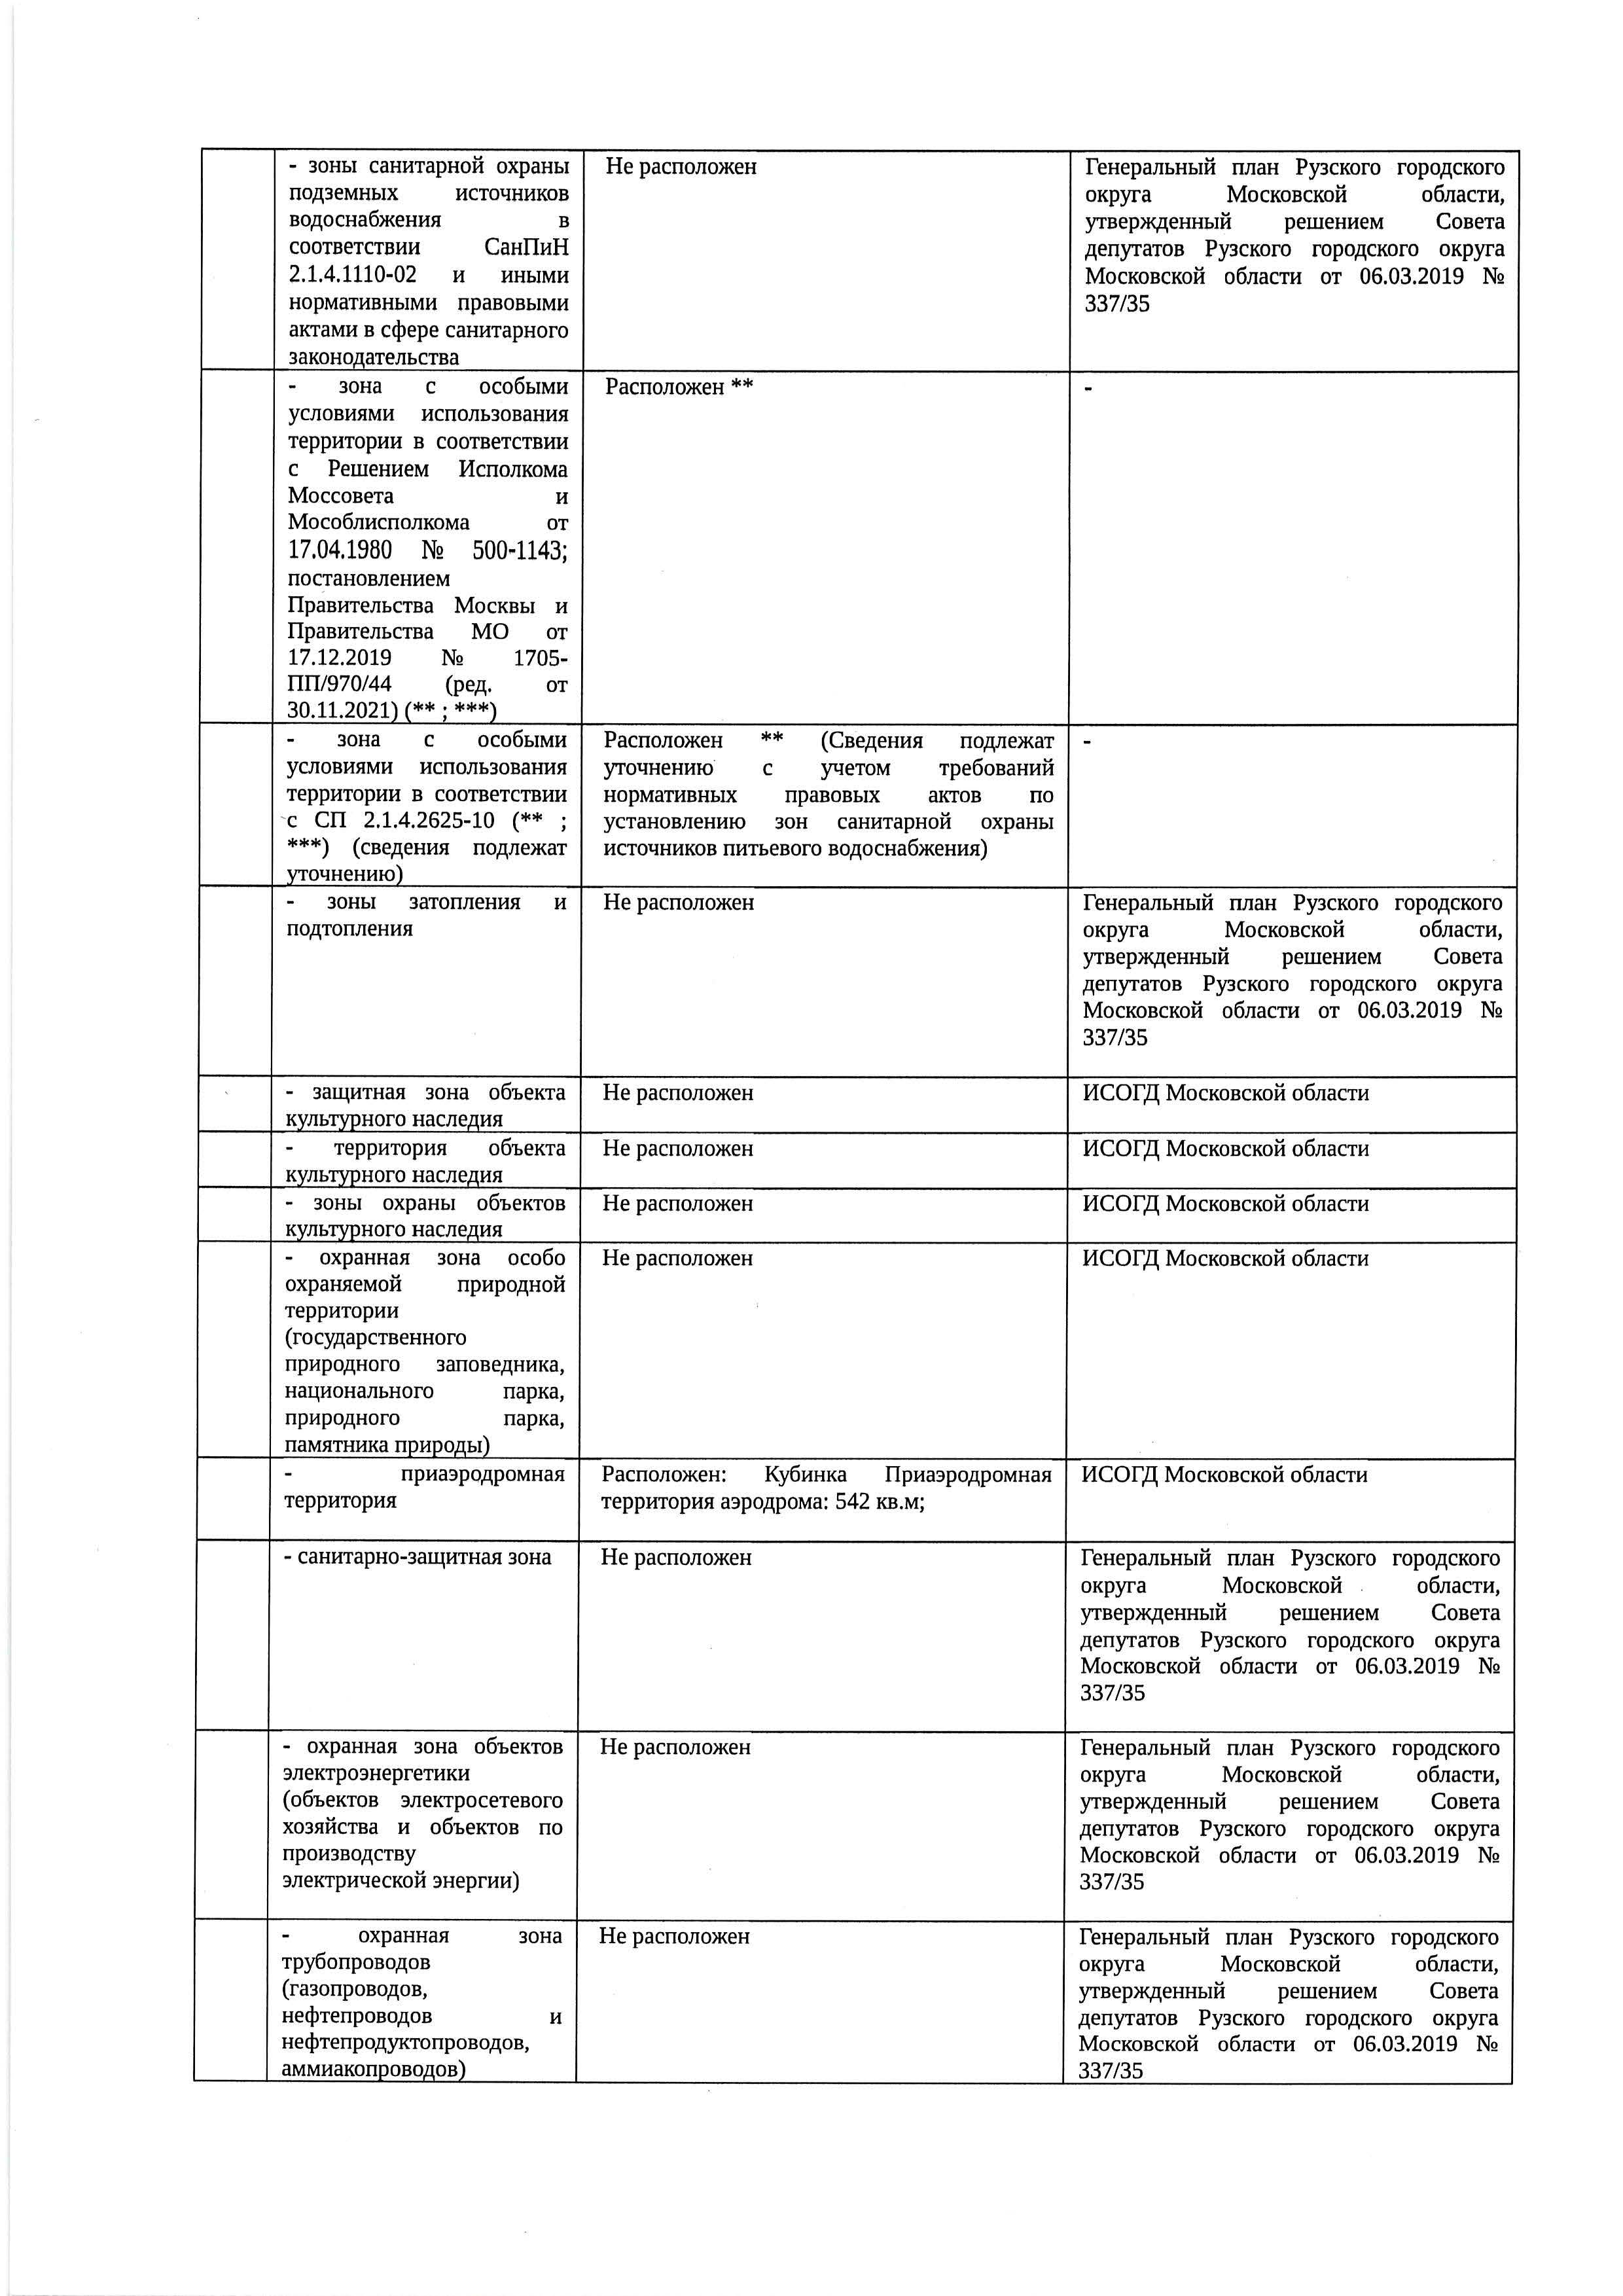 - зоны санитарной охраны
подземных источников
водоснабжения в
соответствии СанПиН
2.1.4.1110-02 и иными
нормативными правовыми
актами в сфере санитарного
законодательства
Не расположен
Генеральный план Рузского городского
округа Московской области,
утвержденный решением Совета
депутатов Рузского городского округа
Московской области от 06.03.2019 №
337/35
- зона с особыми
условиями использования
территории в соответствии
с Решением Исполкома
Моссовета и
Мособлисполкома от
17.04.1980 № 500-1143;
постановлением
Правительства Москвы и
Правительства МО от
17.12.2019 № 1705-
ПП/970/44 (ред. от
30.11.2021) (** ; ***)
Расположен **
-
- зона с особыми
условиями использования
территории в соответствии
с СП 2.1.4.2625-10 (** ;
***) (сведения подлежат
уточнению)
Расположен ** (Сведения подлежат
уточнению с учетом требований
нормативных правовых актов по
установлению зон санитарной охраны
источников питьевого водоснабжения)
-
- зоны затопления и
подтопления
Не расположен
Генеральный план Рузского городского
округа Московской области,
утвержденный решением Совета
депутатов Рузского городского округа
Московской области от 06.03.2019 №
337/35
- защитная зона объекта
культурного наследия
Не расположен
ИСОГД Московской области
- территория объекта
культурного наследия
Не расположен
ИСОГД Московской области
- зоны охраны объектов
культурного наследия
Не расположен
ИСОГД Московской области
- охранная зона особо
охраняемой природной
территории
(государственного
природного заповедника,
национального парка,
природного парка,
памятника природы)
Не расположен
ИСОГД Московской области
- приаэродромная
территория
Расположен: Кубинка Приаэродромная
территория аэродрома: 542 кв.м;
ИСОГД Московской области
- санитарно-защитная зона
Не расположен
Генеральный план Рузского городского
округа Московской области,
утвержденный решением Совета
депутатов Рузского городского округа
Московской области от 06.03.2019 №
337/35
- охранная зона объектов
электроэнергетики
(объектов электросетевого
хозяйства и объектов по
производству
электрической энергии)
Не расположен
Генеральный план Рузского городского
округа Московской области,
утвержденный решением Совета
депутатов Рузского городского округа
Московской области от 06.03.2019 №
337/35
- охранная зона
трубопроводов
(газопроводов,
нефтепроводов и
нефтепродуктопроводов,
аммиакопроводов)
Не расположен
Генеральный план Рузского городского
округа Московской области,
утвержденный решением Совета
депутатов Рузского городского округа
Московской области от 06.03.2019 №
337/35